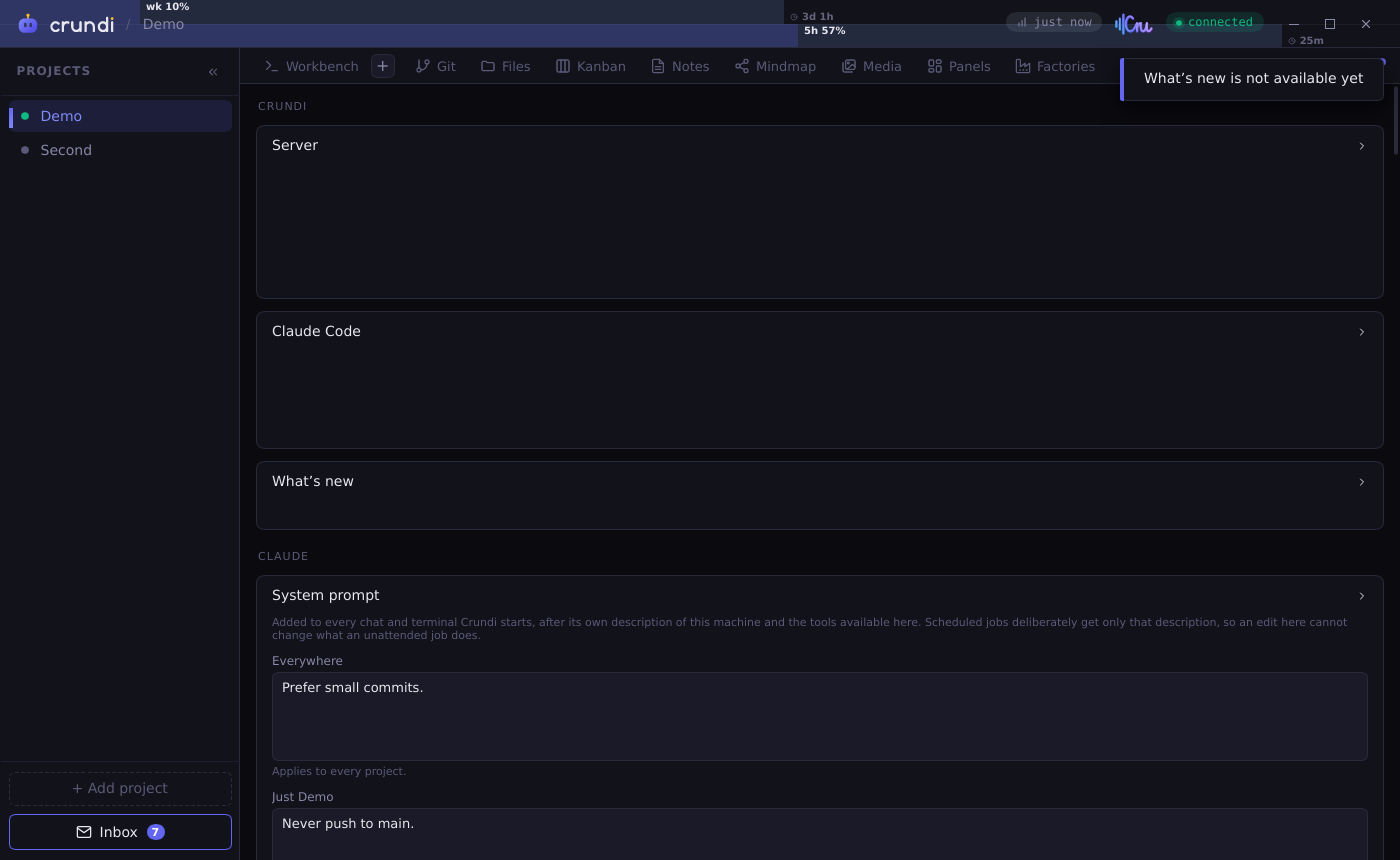 wk 10%
3d 1h
crundi / Demo
5h 57%
just now
Cru
connected
25m
PROJECTS «
Workbench
+
Git
Files
Kanban
Notes
Mindmap
Media
Panels
Factories
What’s new is not available yet
Demo
Second
CRUNDI
Server
Claude Code
What’s new
CLAUDE
System prompt
Added to every chat and terminal Crundi starts, after its own description of this machine and the tools available here. Scheduled jobs deliberately get only that description, so an edit here cannot
change what an unattended job does.
Everywhere
Prefer small commits.
Applies to every project.
Just Demo
Never push to main.
+ Add project
Inbox 7